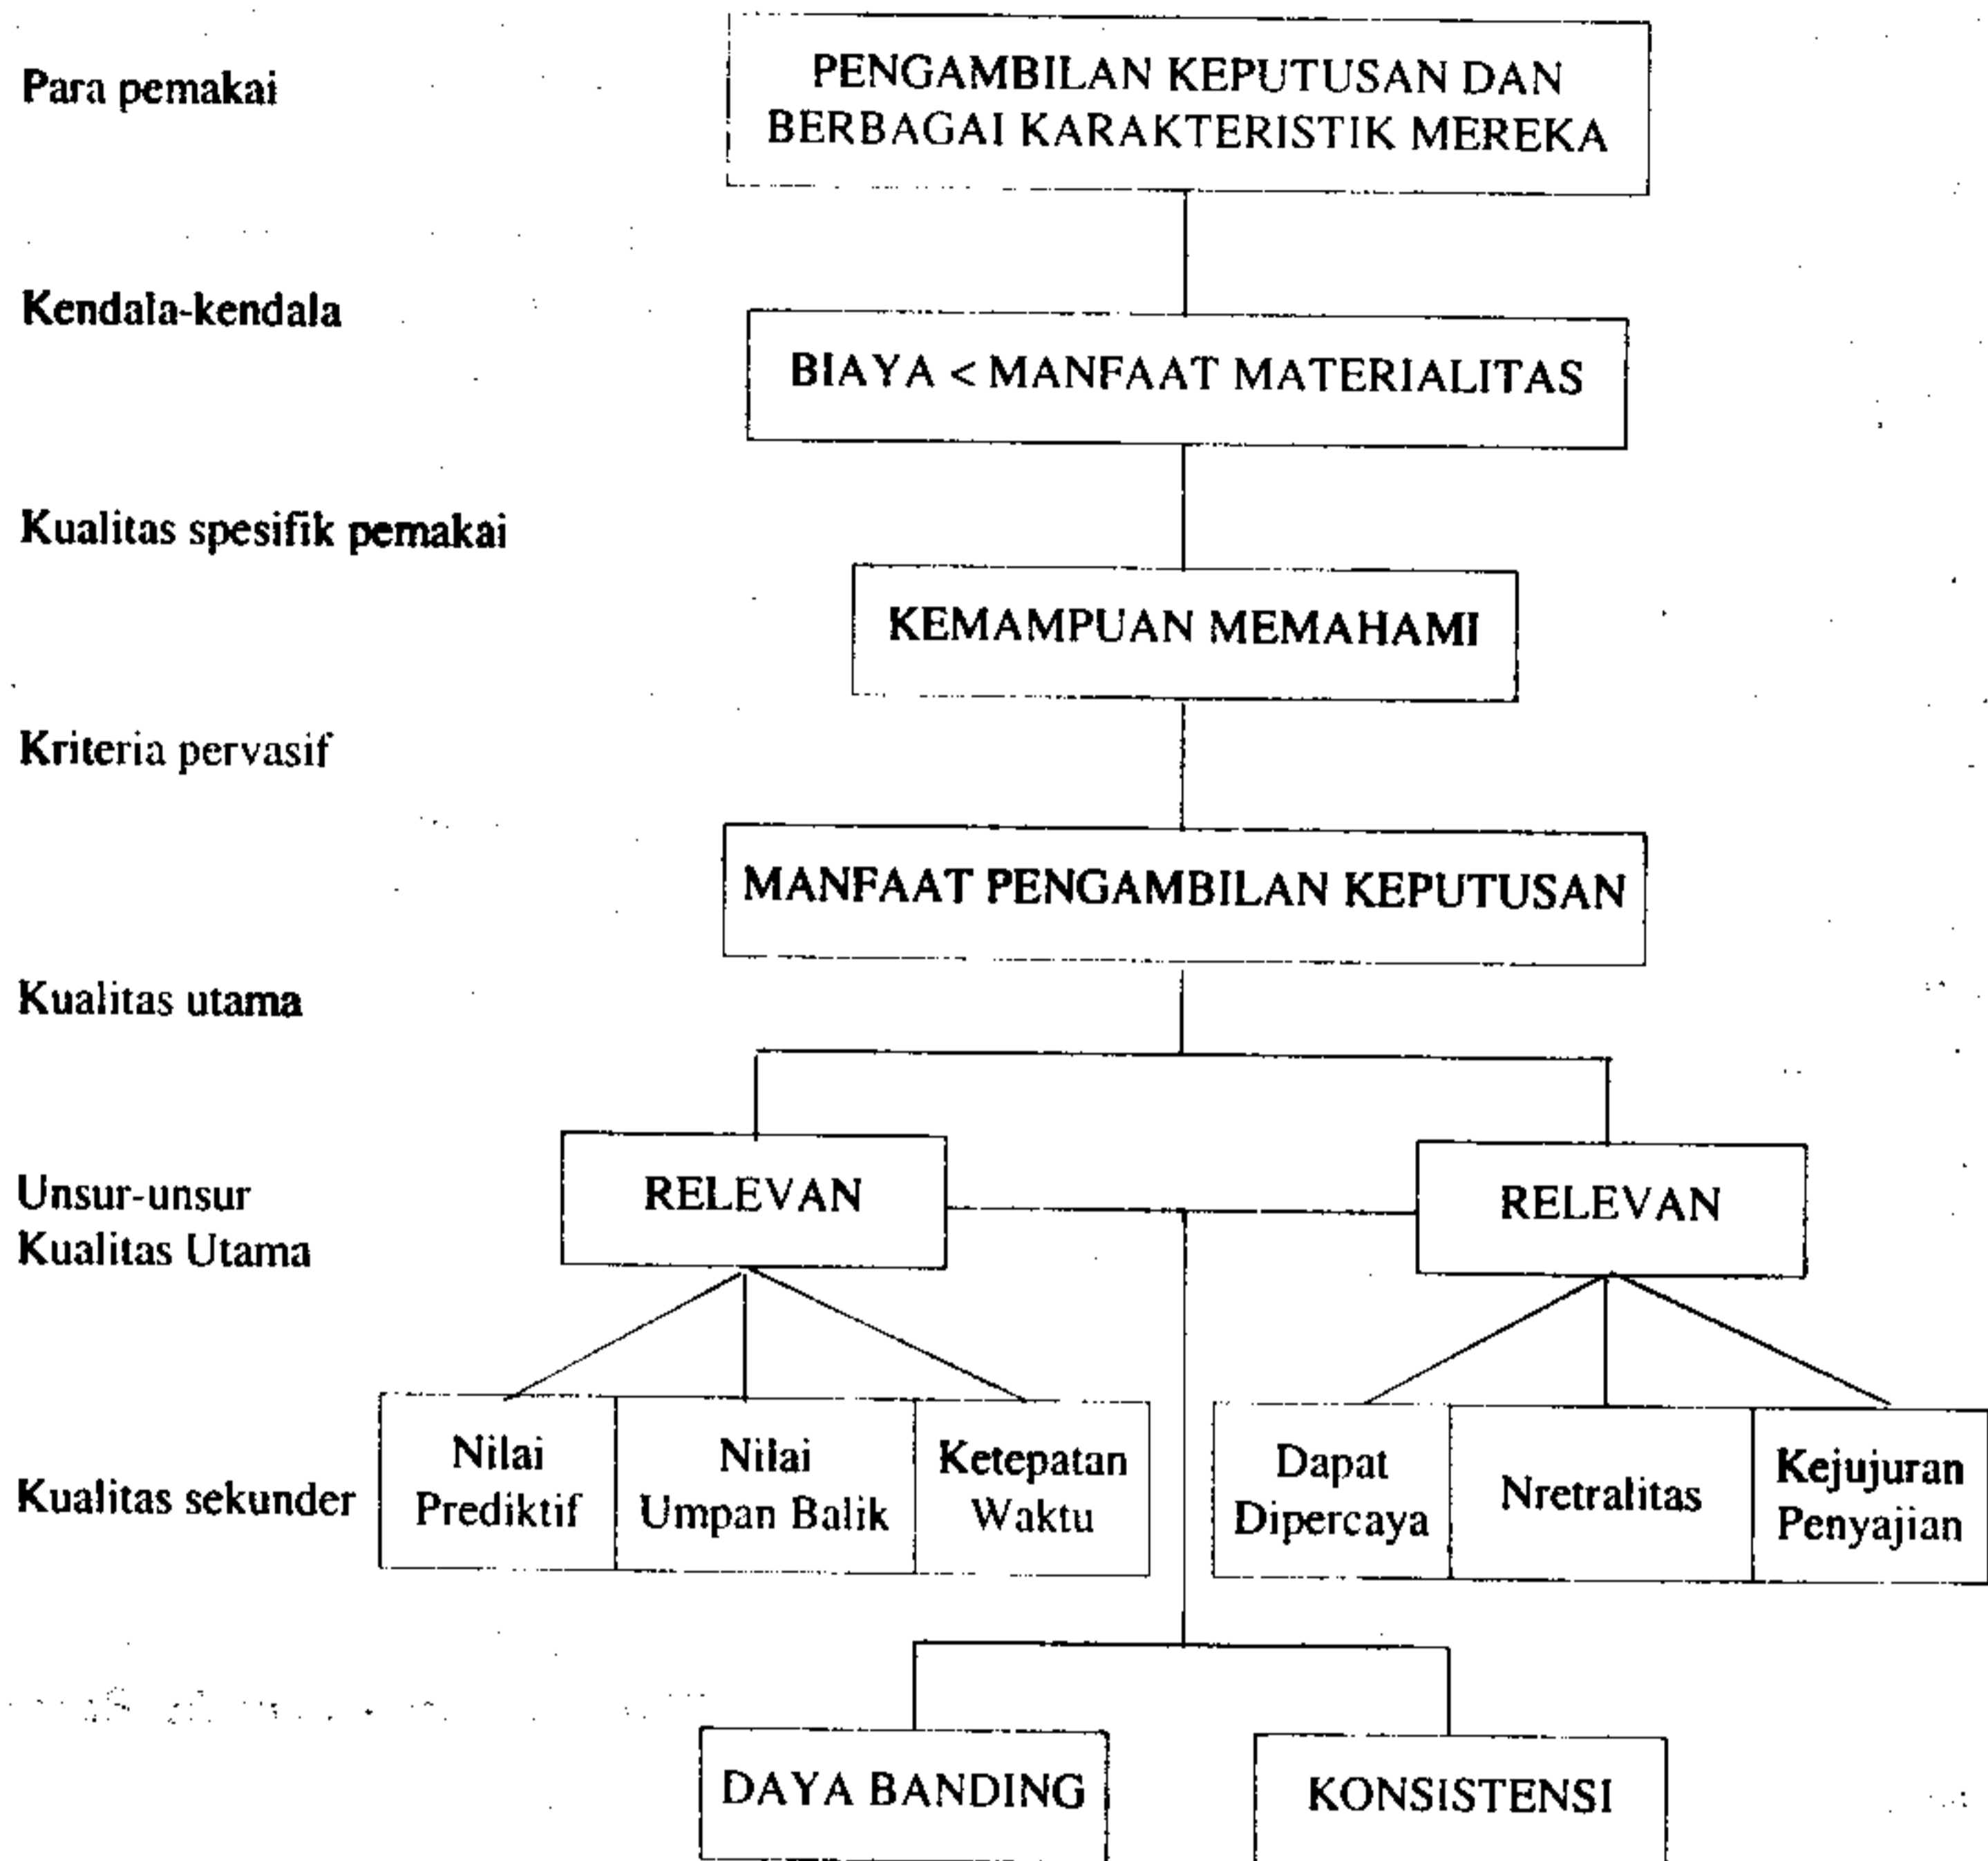 Para pemakai
PENGAMBILAN KEPUTUSAN DAN
BERBAGAI KARAKTERISTIK MEREKA
Kendala-kendala
BIAYA < MANFAAT MATERIALITAS
Kualitas spesifik pemakai
KEMAMPUAN MEMAHAMI
Kriteria pervasif
MANFAAT PENGAMBILAN KEPUTUSAN
Kualitas utama
Unsur-unsur
Kualitas Utama
RELEVAN
RELEVAN
Kualitas sekunder
Nilai
Prediktif
Nilai
Umpan Balik
Ketepatan
Waktu
Dapat
Dipercaya
Nretralitas
Kejujuran
Penyajian
DAYA BANDING
KONSISTENSI